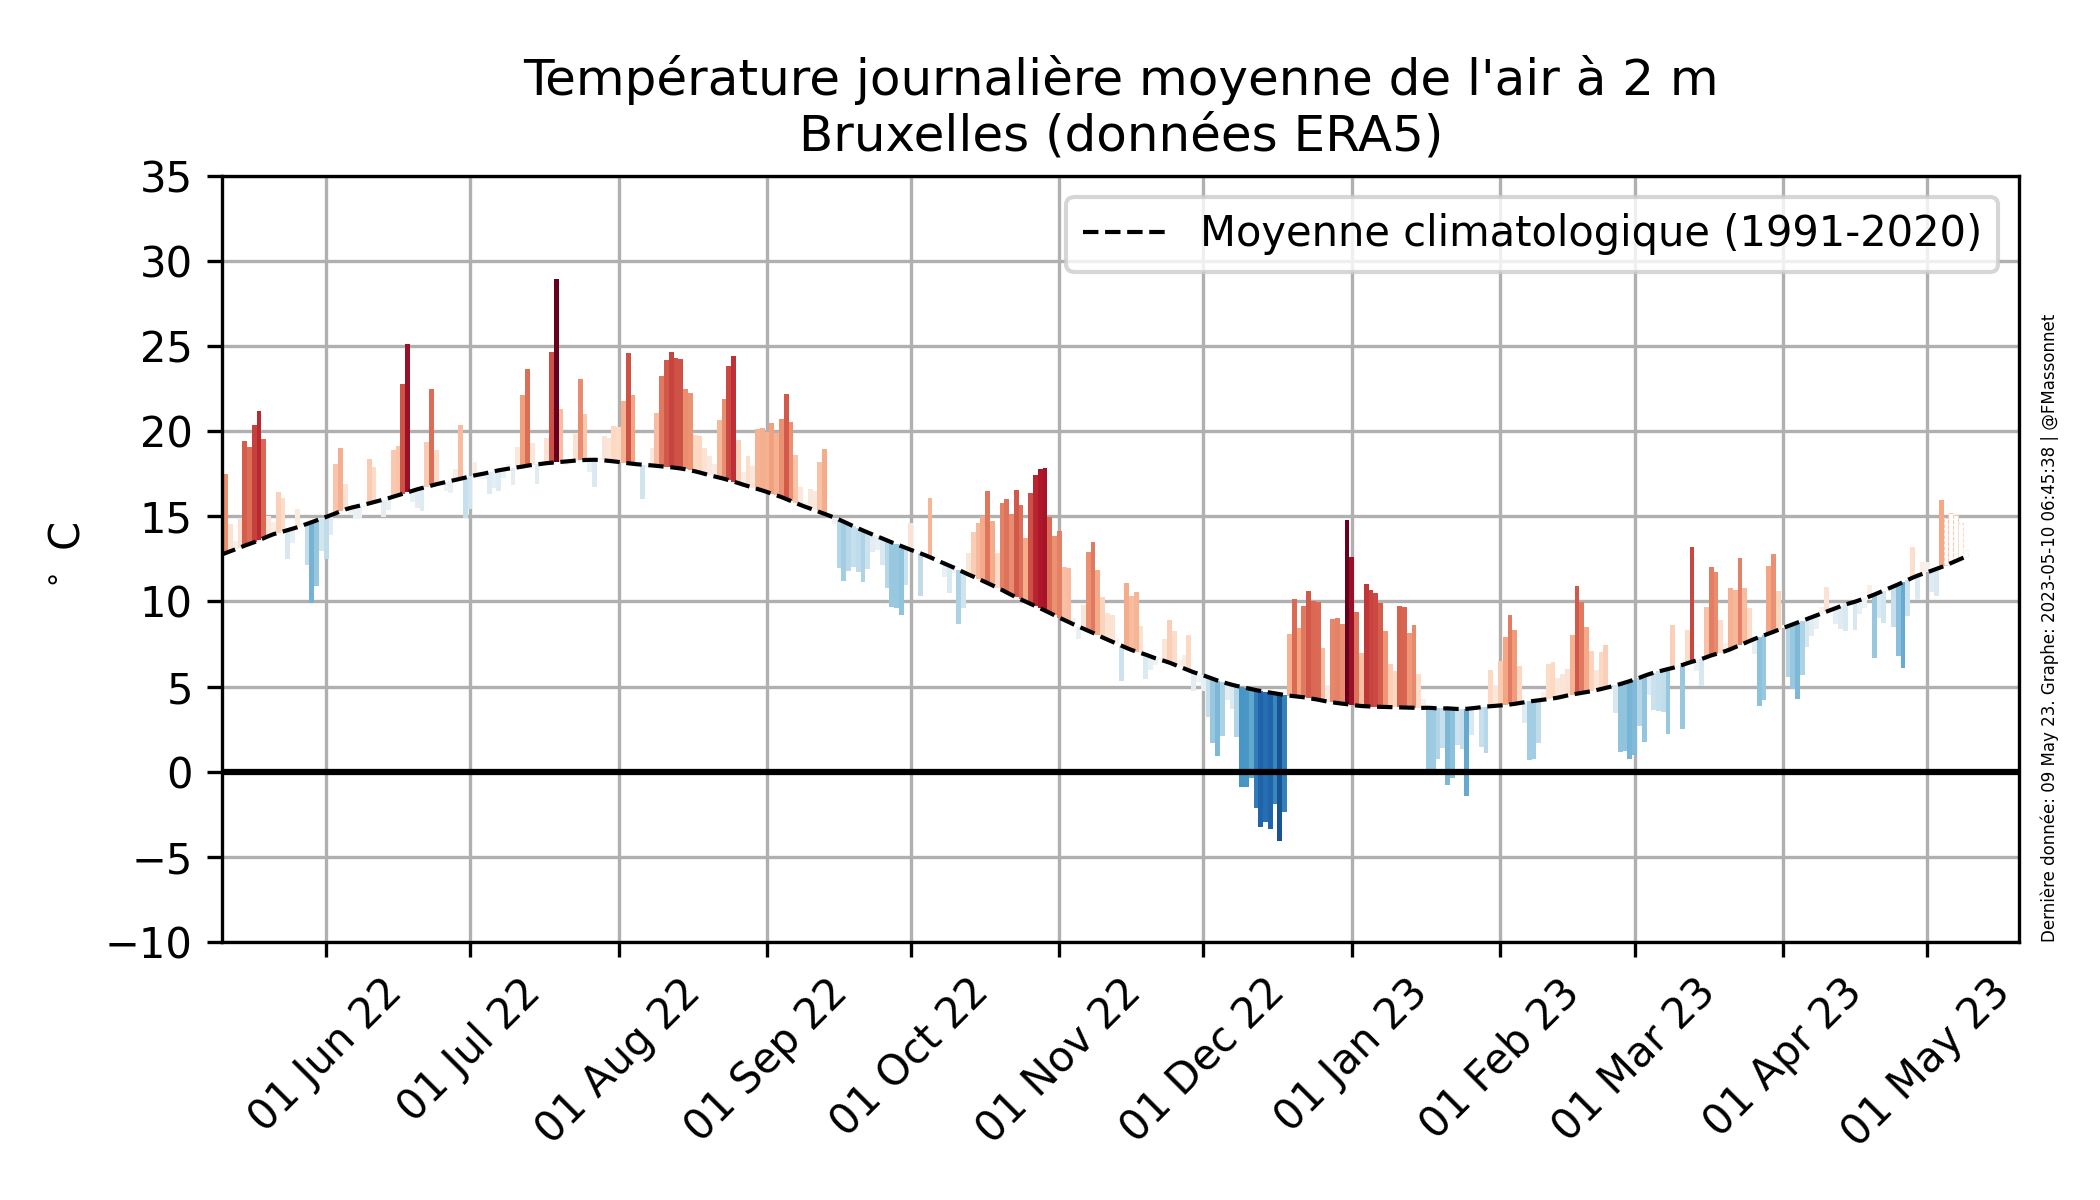 Température journalière moyenne de l'air à 2 m
Bruxelles (données ERA5)
35
30
25
20
15
10
5
0
−5
−10
° C
Moyenne climatologique (1991-2020)
01 Jun 22
01 Jul 22
01 Aug 22
01 Sep 22
01 Oct 22
01 Nov 22
01 Dec 22
01 Jan 23
01 Feb 23
01 Mar 23
01 Apr 23
01 May 23
Dernière donnée: 09 May 23. Graphe: 2023-05-10 06:45:38 | @FMassonnet